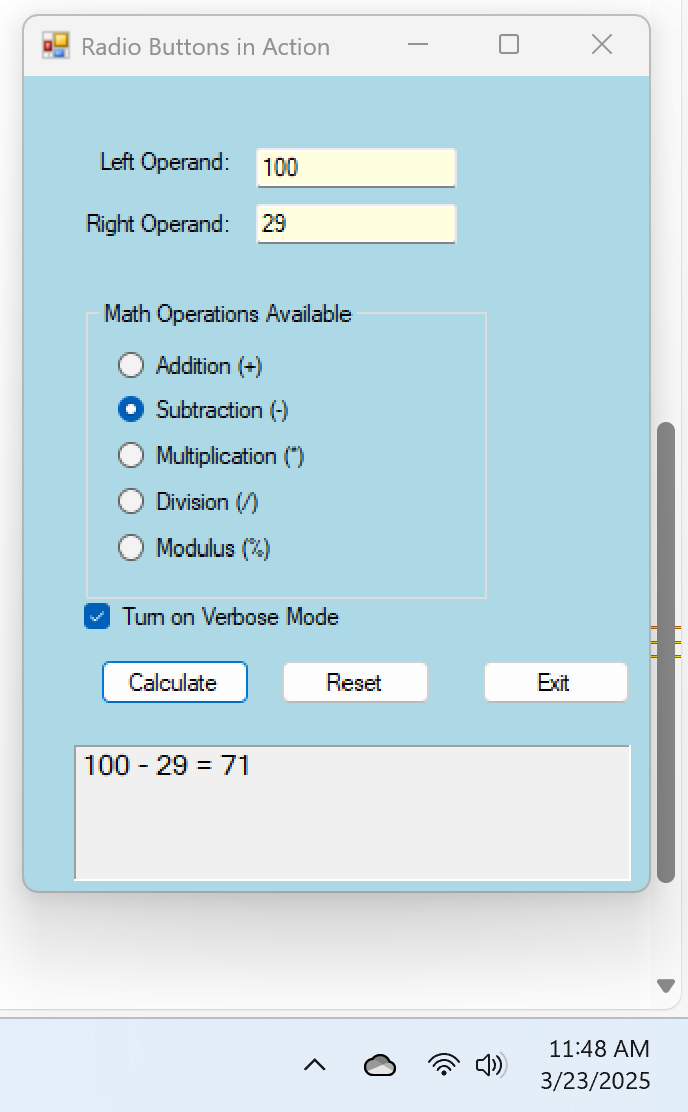 Radio Buttons in Action
Left Operand: 100
Right Operand: 29
Math Operations Available
Addition (+)
Subtraction (-)
Multiplication (*)
Division (/)
Modulus (%)
Turn on Verbose Mode
Calculate Reset Exit
100 - 29 = 71
11:48 AM
3/23/2025